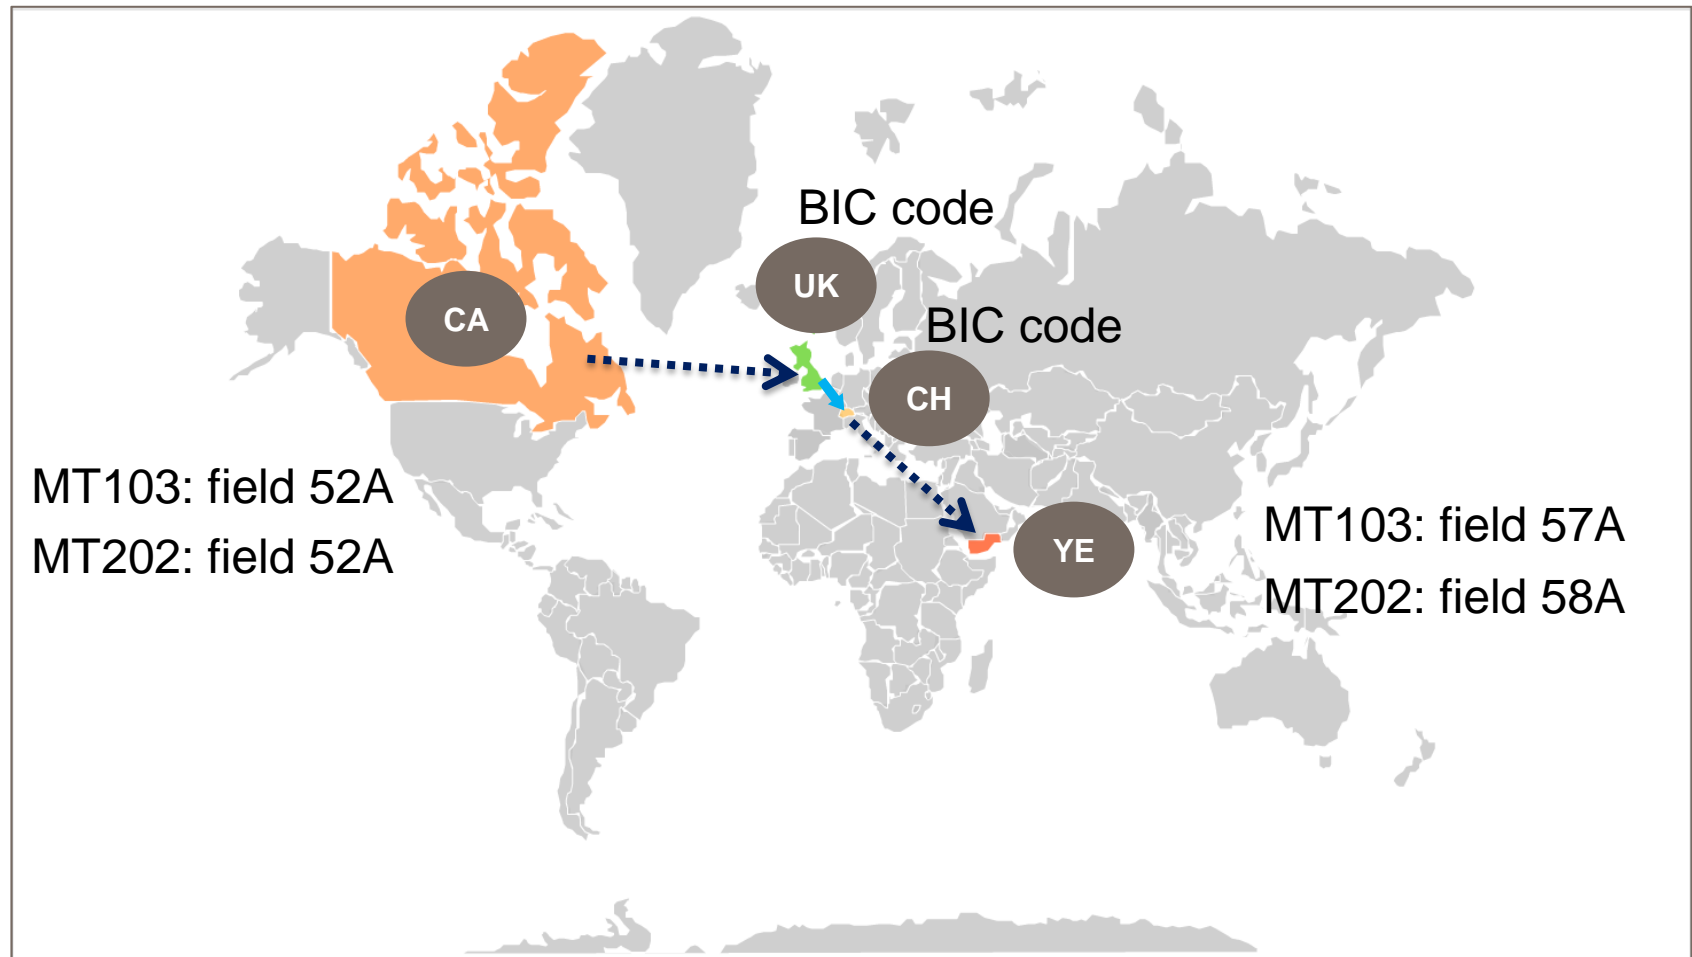 BIC code
UK
CA
BIC code
CH
MT103: field 52A
MT202: field 52A
YE
MT103: field 57A
MT202: field 58A